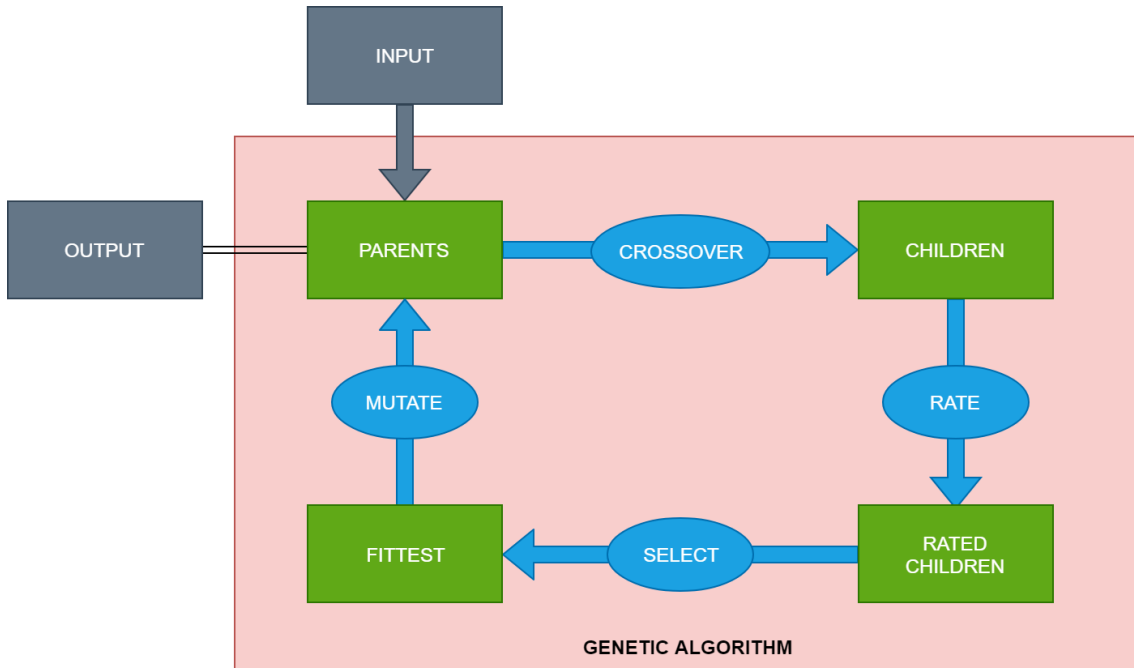 INPUT
OUTPUT
PARENTS
CROSSOVER
CHILDREN
MUTATE
RATE
FITTEST
SELECT
RATED
CHILDREN
GENETIC ALGORITHM